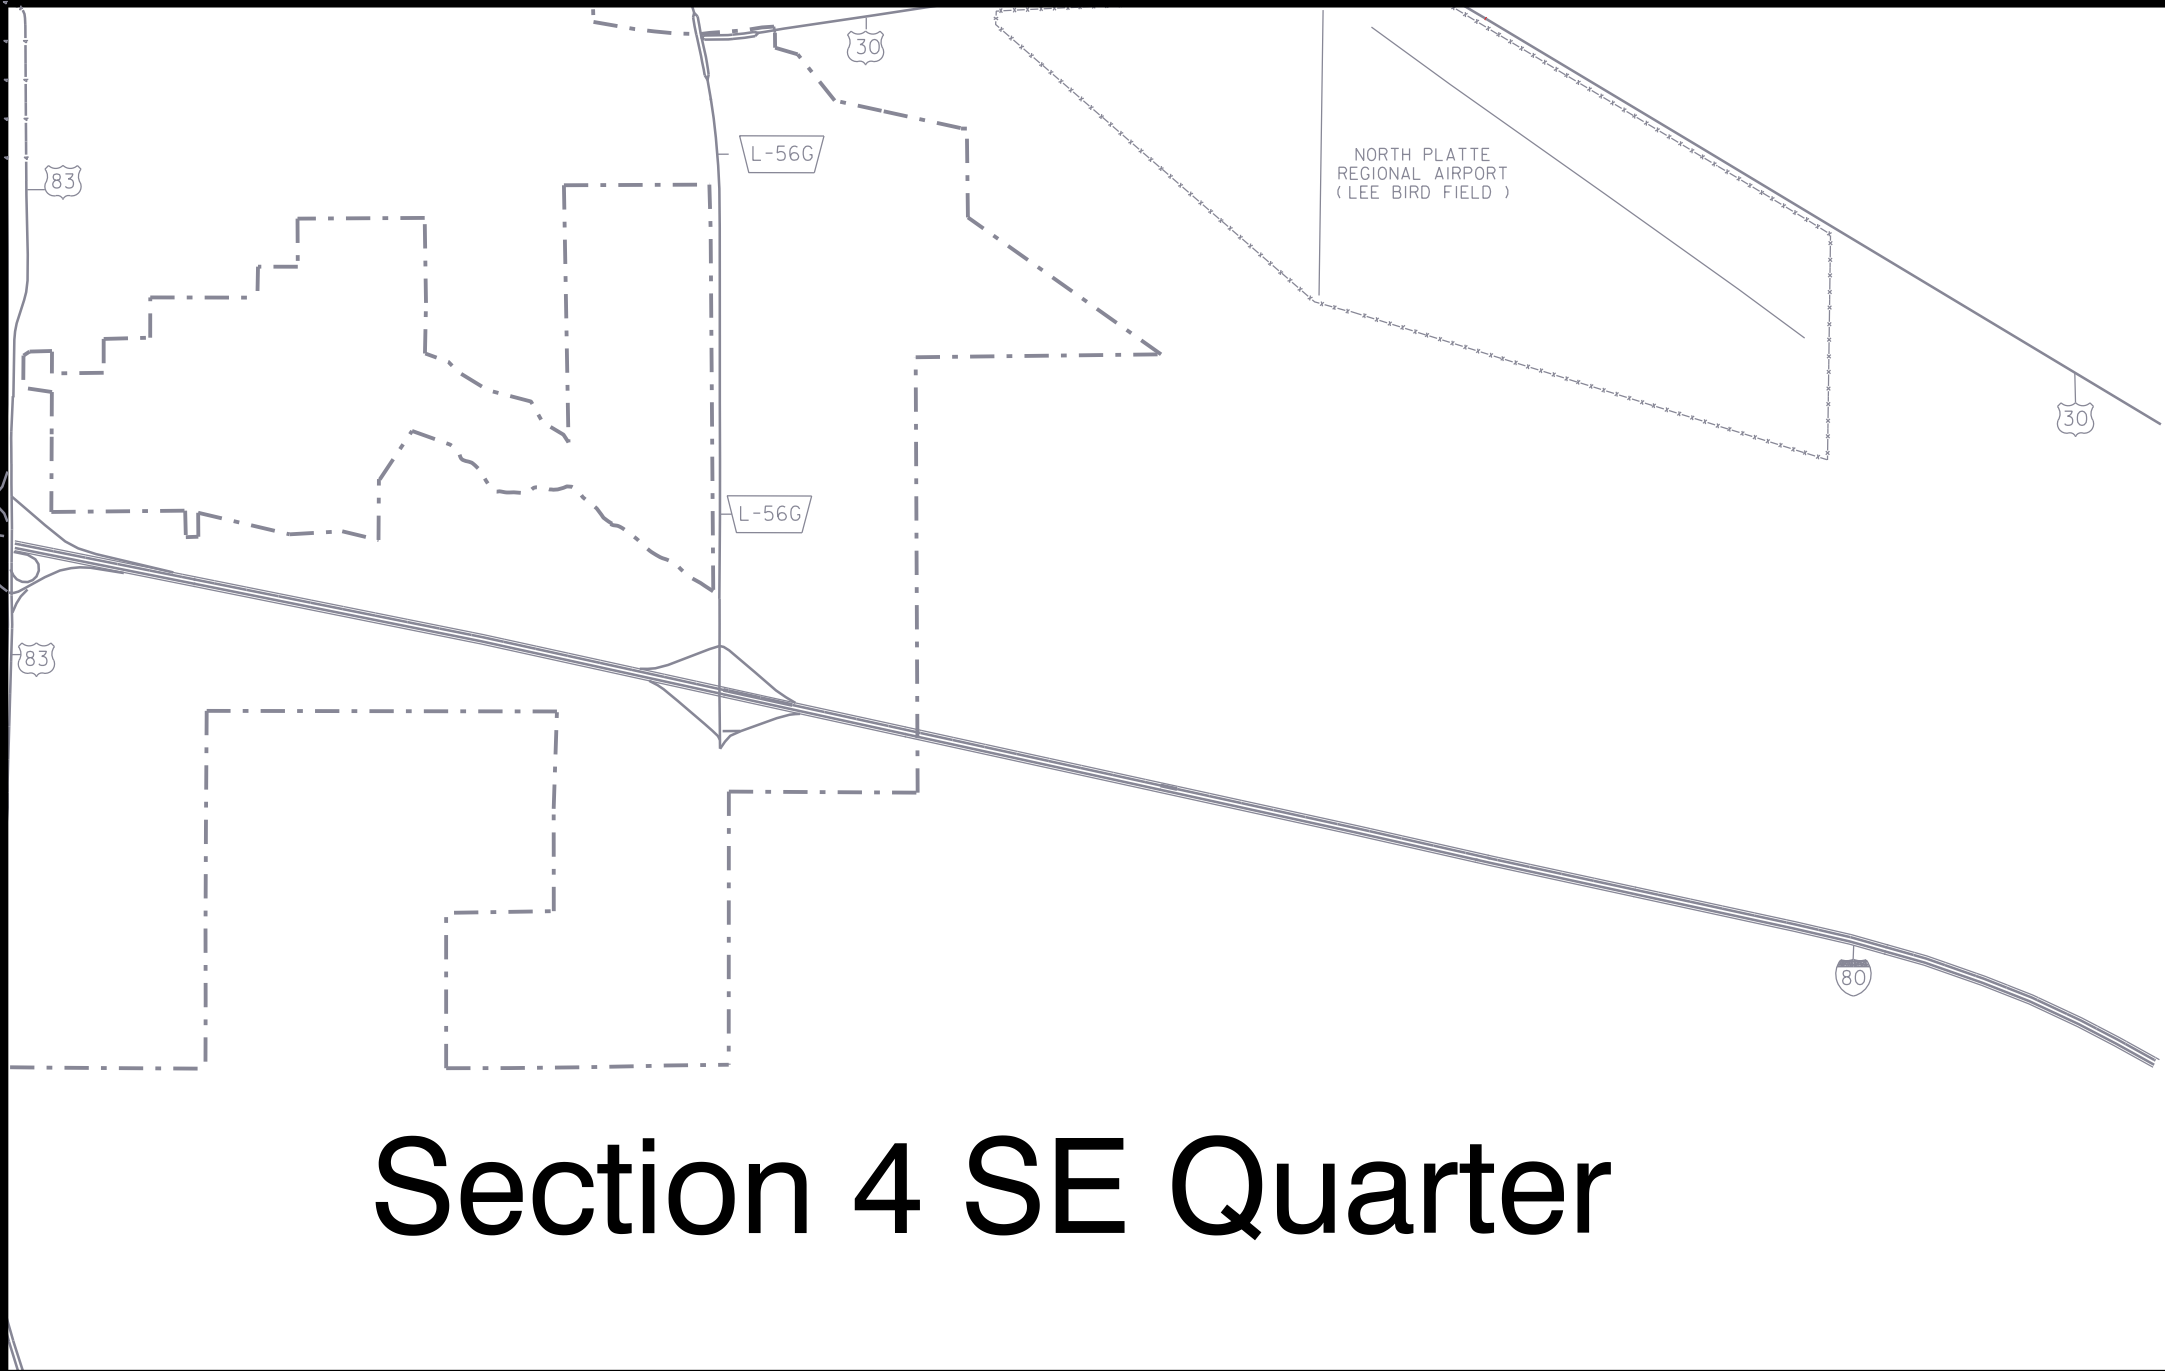 30
L-56G
83
NORTH PLATTE
REGIONAL AIRPORT
( LEE BIRD FIELD )
30
L-56G
83
80
Section 4 SE Quarter